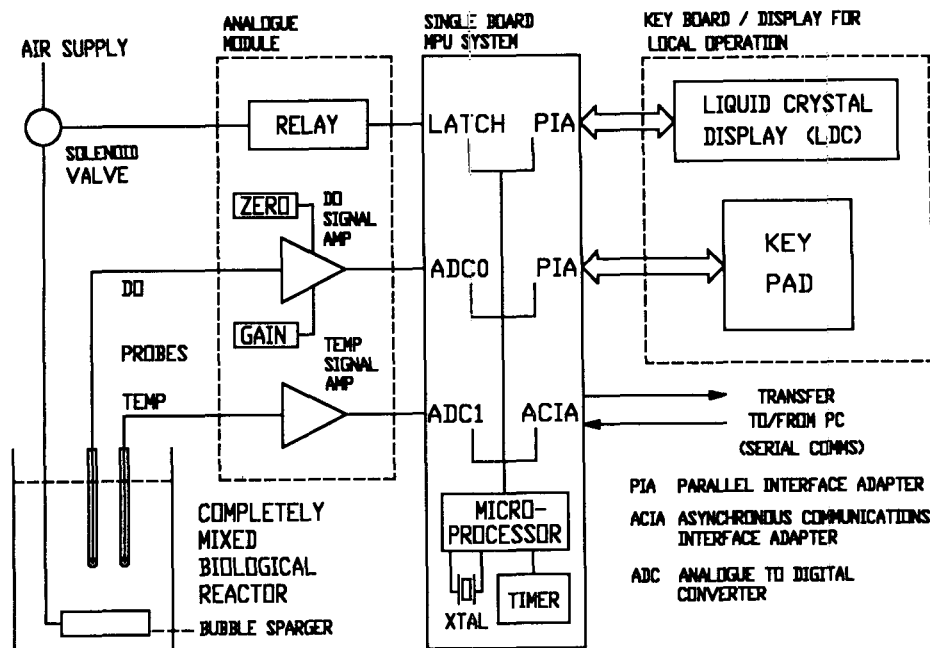 AIR SUPPLY
SOLENOID
VALVE
ANALOGUE
MODULE
RELAY
ZERO
DO
SIGNAL
AMP
GAIN
TEMP
SIGNAL
AMP
DO
PROBES
TEMP
COMPLETELY
MIXED
BIOLOGICAL
REACTOR
BUBBLE SPARGER
SINGLE BOARD
MPU SYSTEM
LATCH PIA
ADC0 PIA
ADC1 ACIA
MICRO-
PROCESSOR
XTAL
TIMER
KEY BOARD / DISPLAY FOR
LOCAL OPERATION
LIQUID CRYSTAL
DISPLAY (LDC)
KEY
PAD
TRANSFER
TO/FROM PC
(SERIAL COMMS)
PIA PARALLEL INTERFACE ADAPTER
ACIA ASYNCHRONOUS COMMUNICATIONS
INTERFACE ADAPTER
ADC ANALOGUE TO DIGITAL
CONVERTER